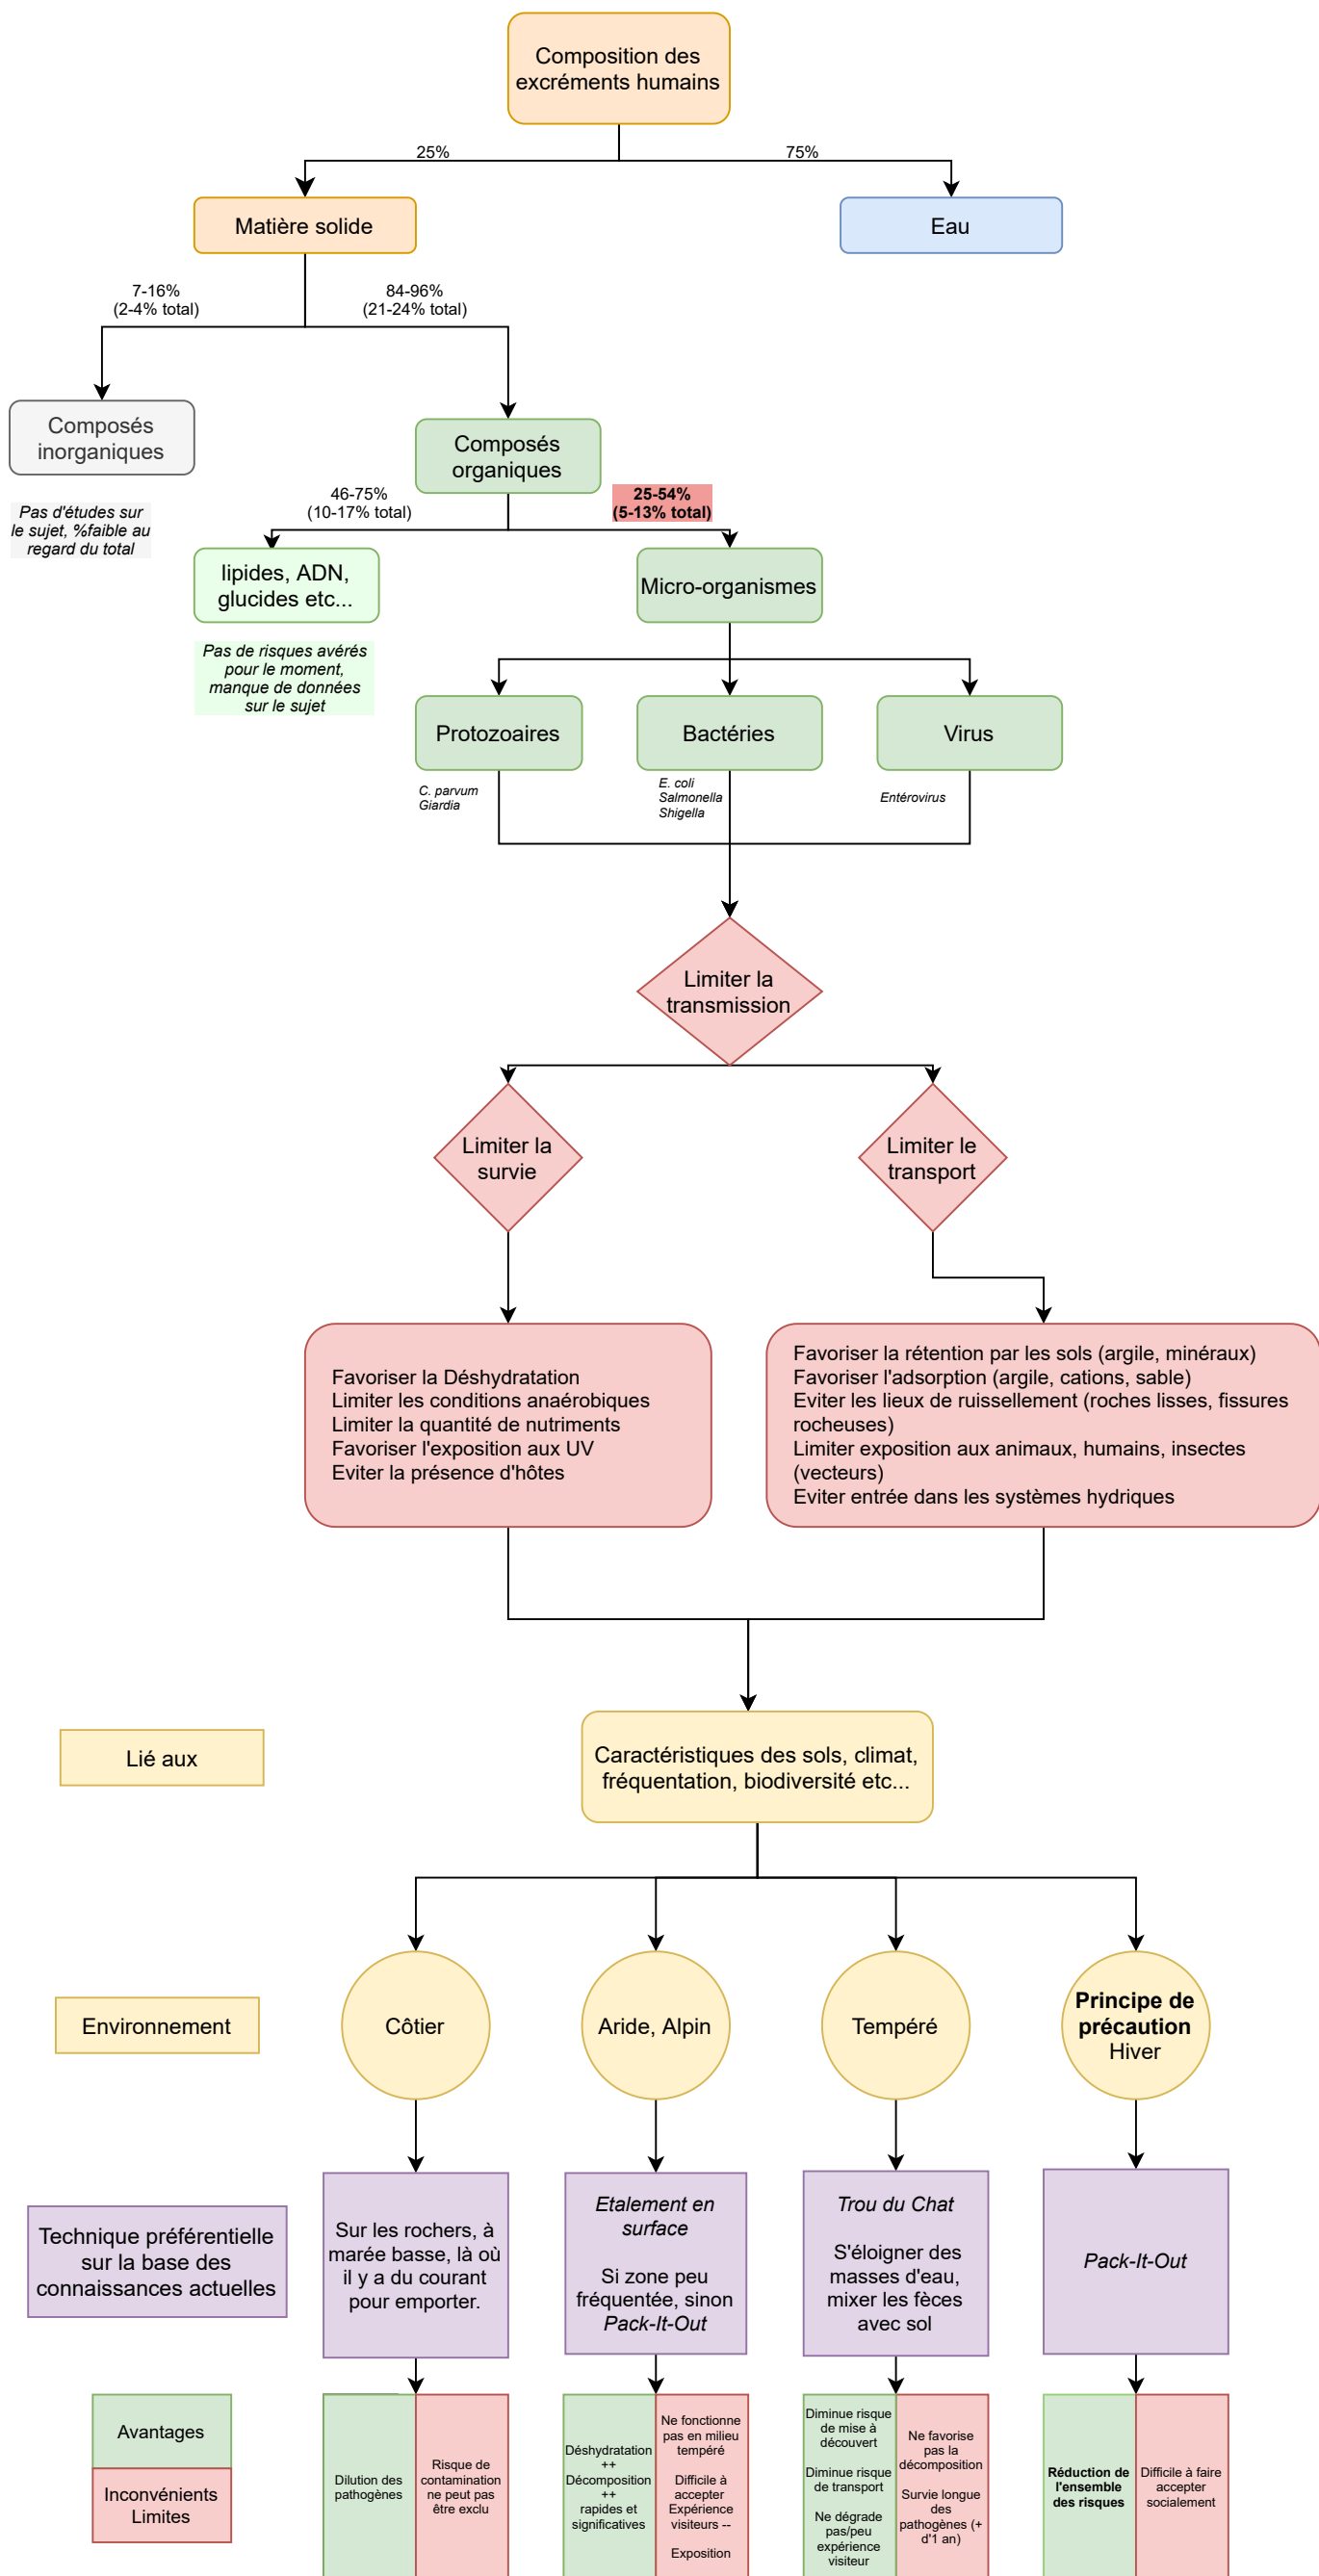 Composition des
excréments humains
25%
75%
Matière solide
Eau
7-16%
(2-4% total)
84-96%
(21-24% total)
Composés
inorganiques
Composés
organiques
Pas d'études sur
le sujet, %faible au
regard du total
46-75%
(10-17% total)
25-54%
(5-13% total)
lipides, ADN,
glucides etc...
Micro-organismes
Pas de risques avérés
pour le moment,
manque de données
sur le sujet
Protozoaires
Bactéries
Virus
C. parvum
Giardia
E. coli
Salmonella
Shigella
Entérovirus
Limiter la
transmission
Limiter la
survie
Limiter le
transport
Favoriser la Déshydratation
Limiter les conditions anaérobiques
Limiter la quantité de nutriments
Favoriser l'exposition aux UV
Eviter la présence d'hôtes
Favoriser la rétention par les sols (argile, minéraux)
Favoriser l'adsorption (argile, cations, sable)
Eviter les lieux de ruissellement (roches lisses, fissures
rocheuses)
Limiter exposition aux animaux, humains, insectes
(vecteurs)
Eviter entrée dans les systèmes hydriques
Lié aux
Caractéristiques des sols, climat,
fréquentation, biodiversité etc...
Environnement
Côtier
Aride, Alpin
Tempéré
Principe de
précaution
Hiver
Technique préférentielle
sur la base des
connaissances actuelles
Sur les rochers, à
marée basse, là où
il y a du courant
pour emporter.
Etalement en
surface
Si zone peu
fréquentée, sinon
Pack-It-Out
Trou du Chat
S'éloigner des
masses d'eau,
mixer les fèces
avec sol
Pack-It-Out
Avantages
Inconvénients
Limites
Dilution des
pathogènes
Risque de
contamination
ne peut pas
être exclu
Déshydratation
++
Décomposition
++
rapides et
significatives
Ne fonctionne
pas en milieu
tempéré
Difficile à
accepter
Expérience
visiteurs --
Exposition
Diminue risque
de mise à
découvert
Diminue risque
de transport
Ne dégrade
pas/peu
expérience
visiteur
Ne favorise
pas la
décomposition
Survie longue
des
pathogènes (+
d'1 an)
Réduction de
l'ensemble
des risques
Difficile à faire
accepter
socialement